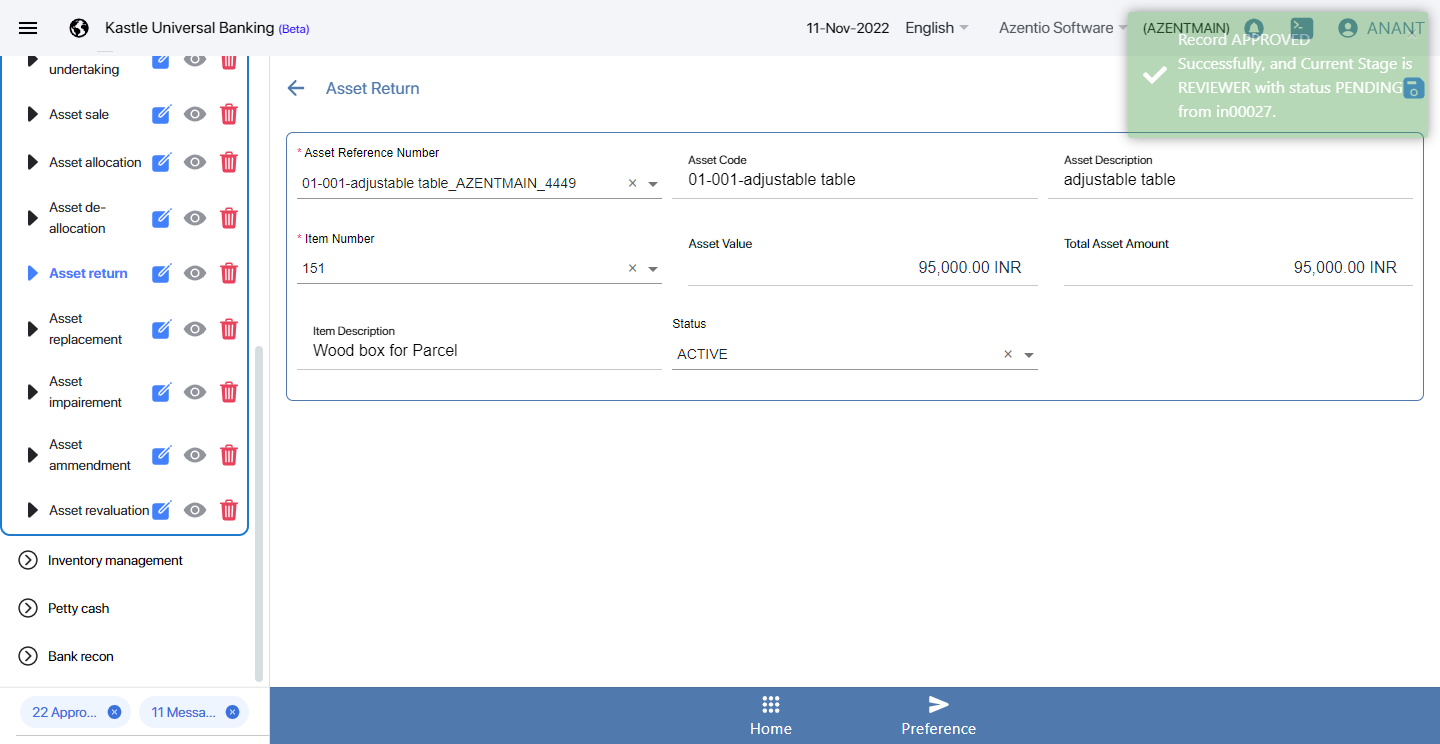 Kastle Universal Banking (Beta)
11-Nov-2022
English
Azentio Software
(AZENTMAIN)
ANANT
Record APPROVED
Successfully, and Current Stage is
REVIEWER with status PENDING
from in00027.
undertaking
Asset sale
Asset allocation
Asset de-
allocation
Asset return
Asset
replacement
Asset
impairement
Asset
ammendment
Asset revaluation
Inventory management
Petty cash
Bank recon
22 Appro...
11 Messa...
Asset Return
* Asset Reference Number
01-001-adjustable table_AZENTMAIN_4449
Asset Code
01-001-adjustable table
Asset Description
adjustable table
* Item Number
151
Asset Value
95,000.00 INR
Total Asset Amount
95,000.00 INR
Item Description
Wood box for Parcel
Status
ACTIVE
Home
Preference